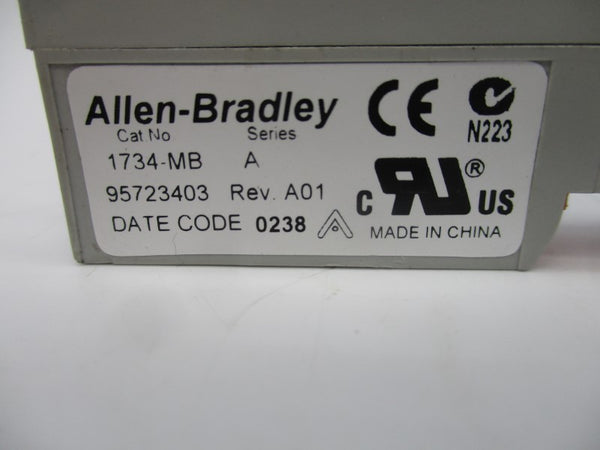 Allen-Bradley
Cat No Series
1734-MB A
95723403 Rev. A01
DATE CODE 0238
CE
N223
C UR ® US
MADE IN CHINA